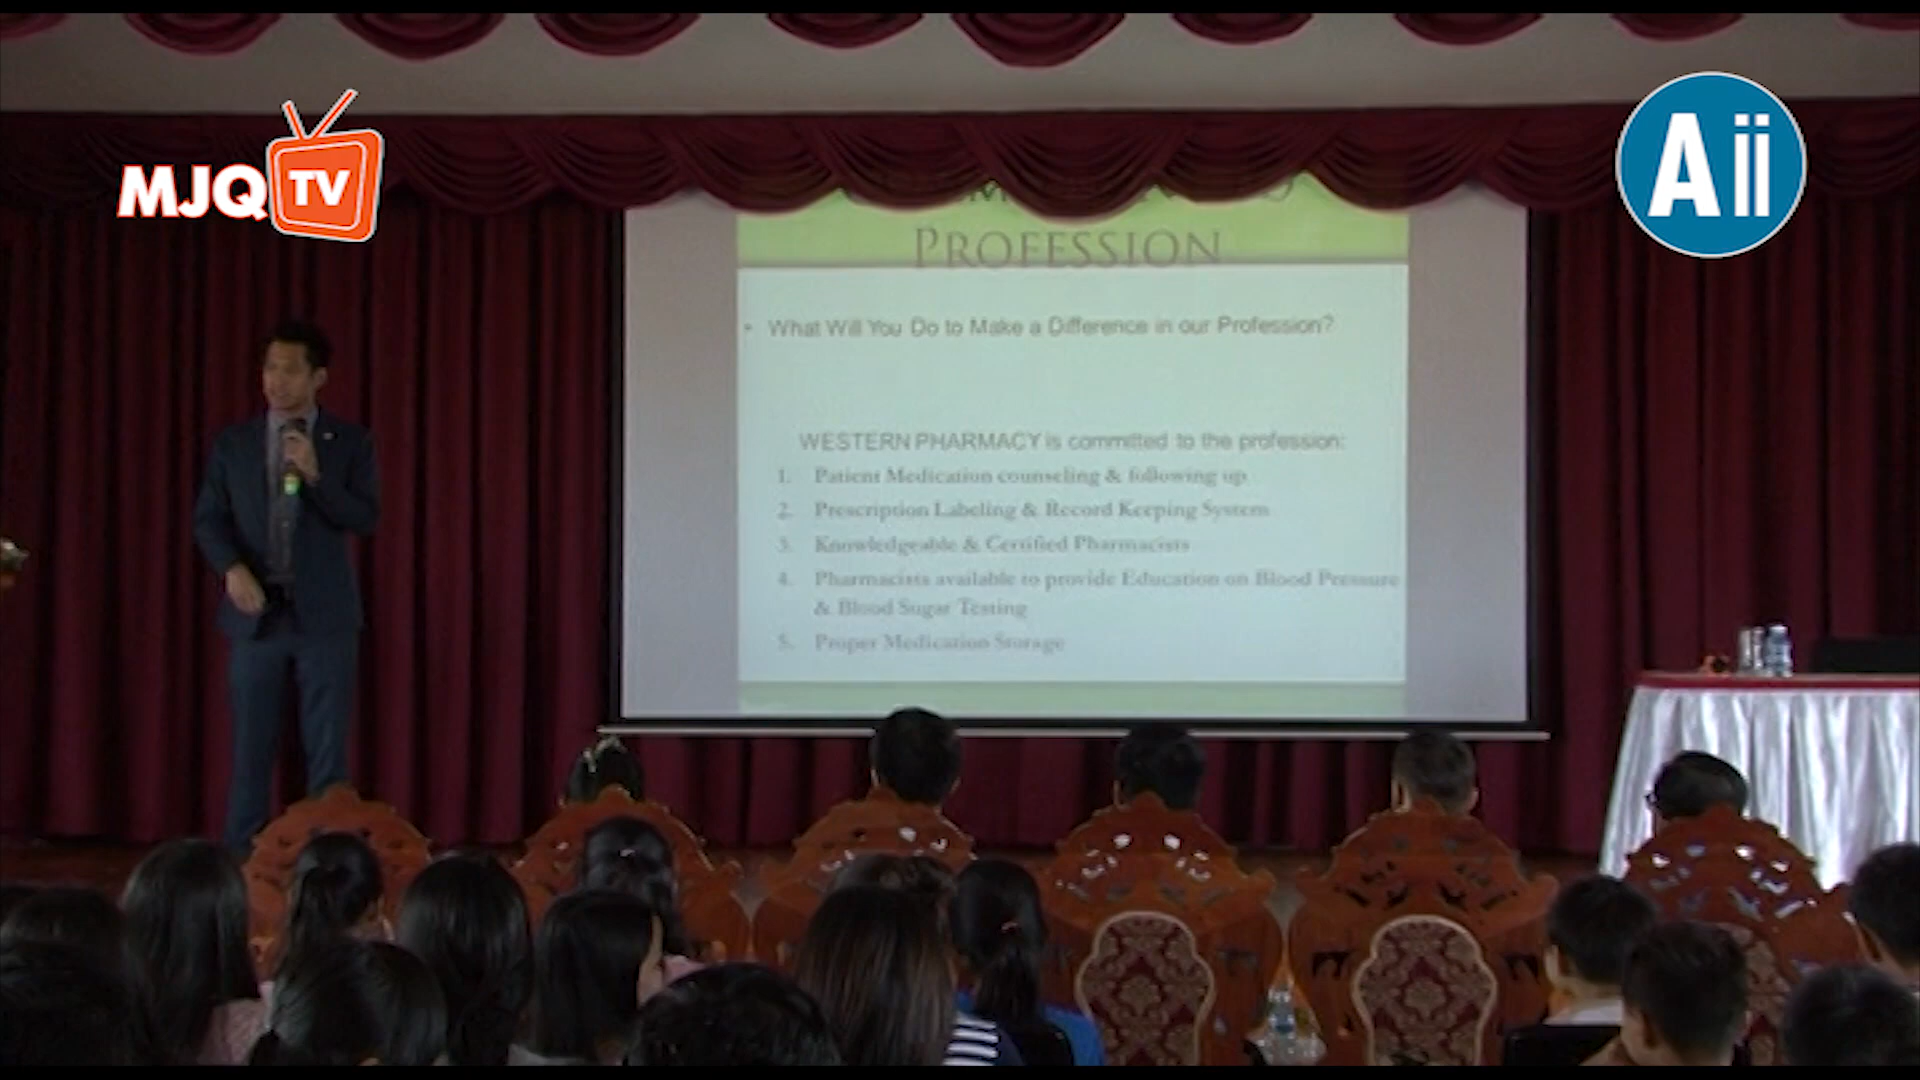 MJQ TV
Aii
PROFESSION
• What Will You Do to Make a Difference in our Profession?
WESTERN PHARMACY is committed to the profession:
1. Patient Medication counseling & following up
2. Prescription Labeling & Record Keeping System
3. Knowledgeable & Certified Pharmacists
4. Pharmacists available to provide Education on Blood Pressure
& Blood Sugar Testing
5. Proper Medication Storage